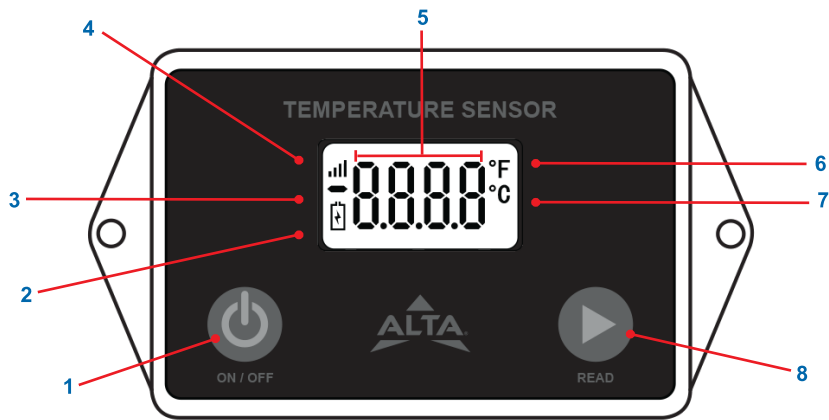 4
5
TEMPERATURE SENSOR
8.8.8.8
°F
6
3
°C
7
2
ALTA
1
ON / OFF
READ
8